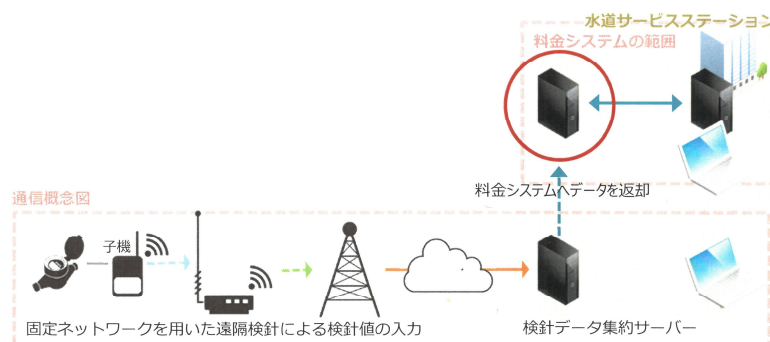 水道サービスステーション
料金システムの範囲
料金システムへデータを返却
通信概念図
子機
固定ネットワークを用いた遠隔検針による検針値の入力
検針データ集約サーバー